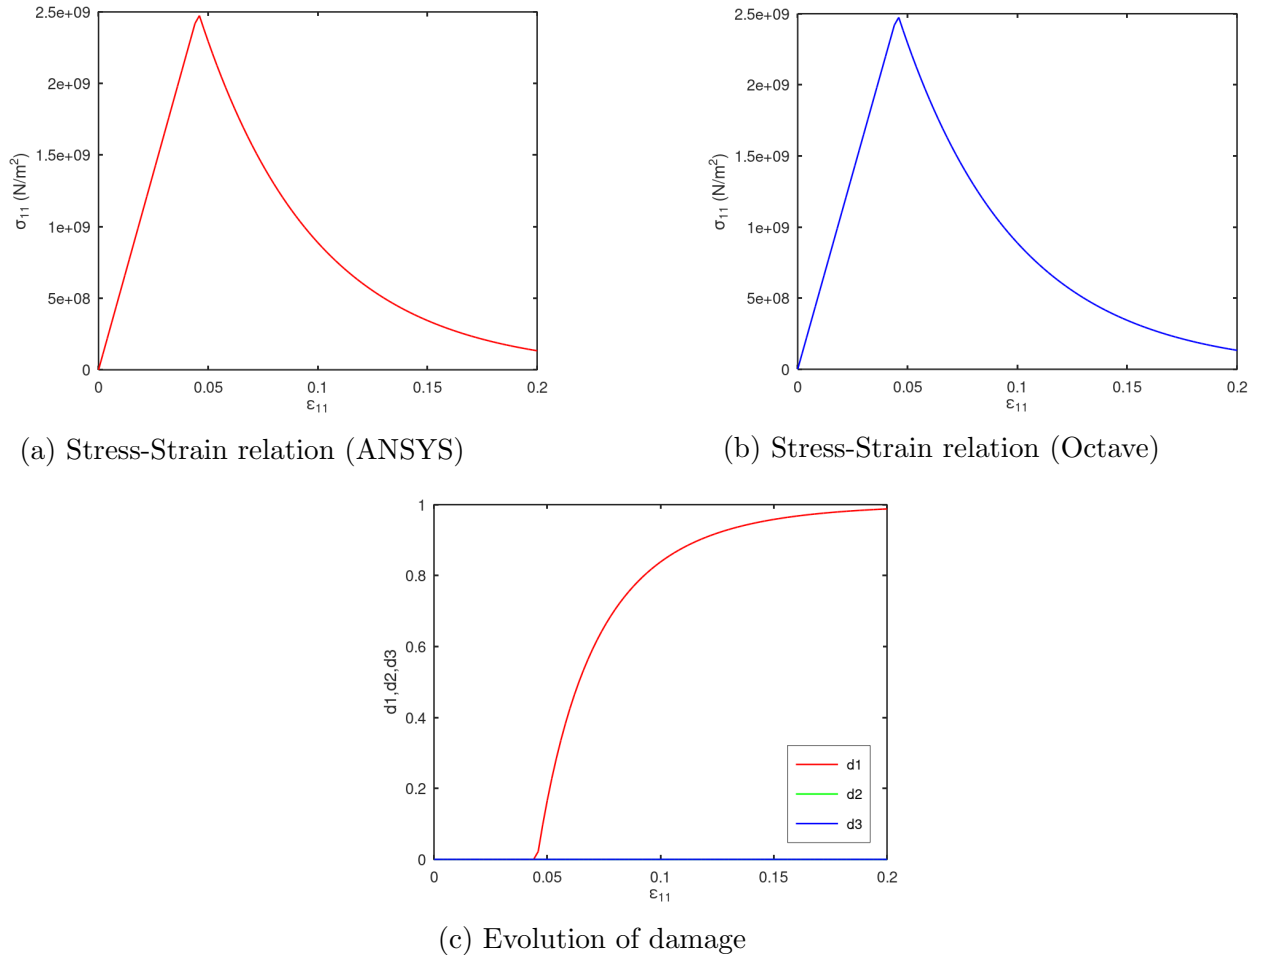 2.5e+09
2e+09
1.5e+09
1e+09
5e+08
0
σ11 (N/m2)
0 0.05 0.1 0.15 0.2
ε11
(a) Stress-Strain relation (ANSYS)
2.5e+09
2e+09
1.5e+09
1e+09
5e+08
0
σ11 (N/m2)
0 0.05 0.1 0.15 0.2
ε11
(b) Stress-Strain relation (Octave)
1
0.8
0.6
0.4
0.2
0
d1,d2,d3
d1
d2
d3
0 0.05 0.1 0.15 0.2
ε11
(c) Evolution of damage